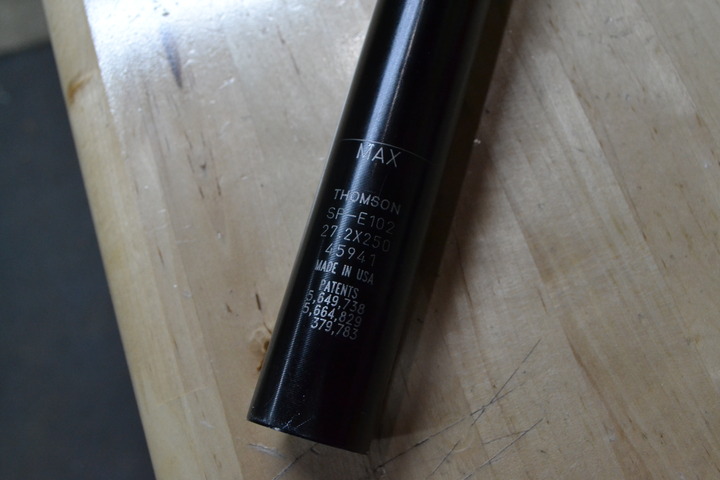 MAX
THOMSON
SP-E102
27.2X250
45941
MADE IN USA
PATENTS
5,649,738
5,664,829
379,783